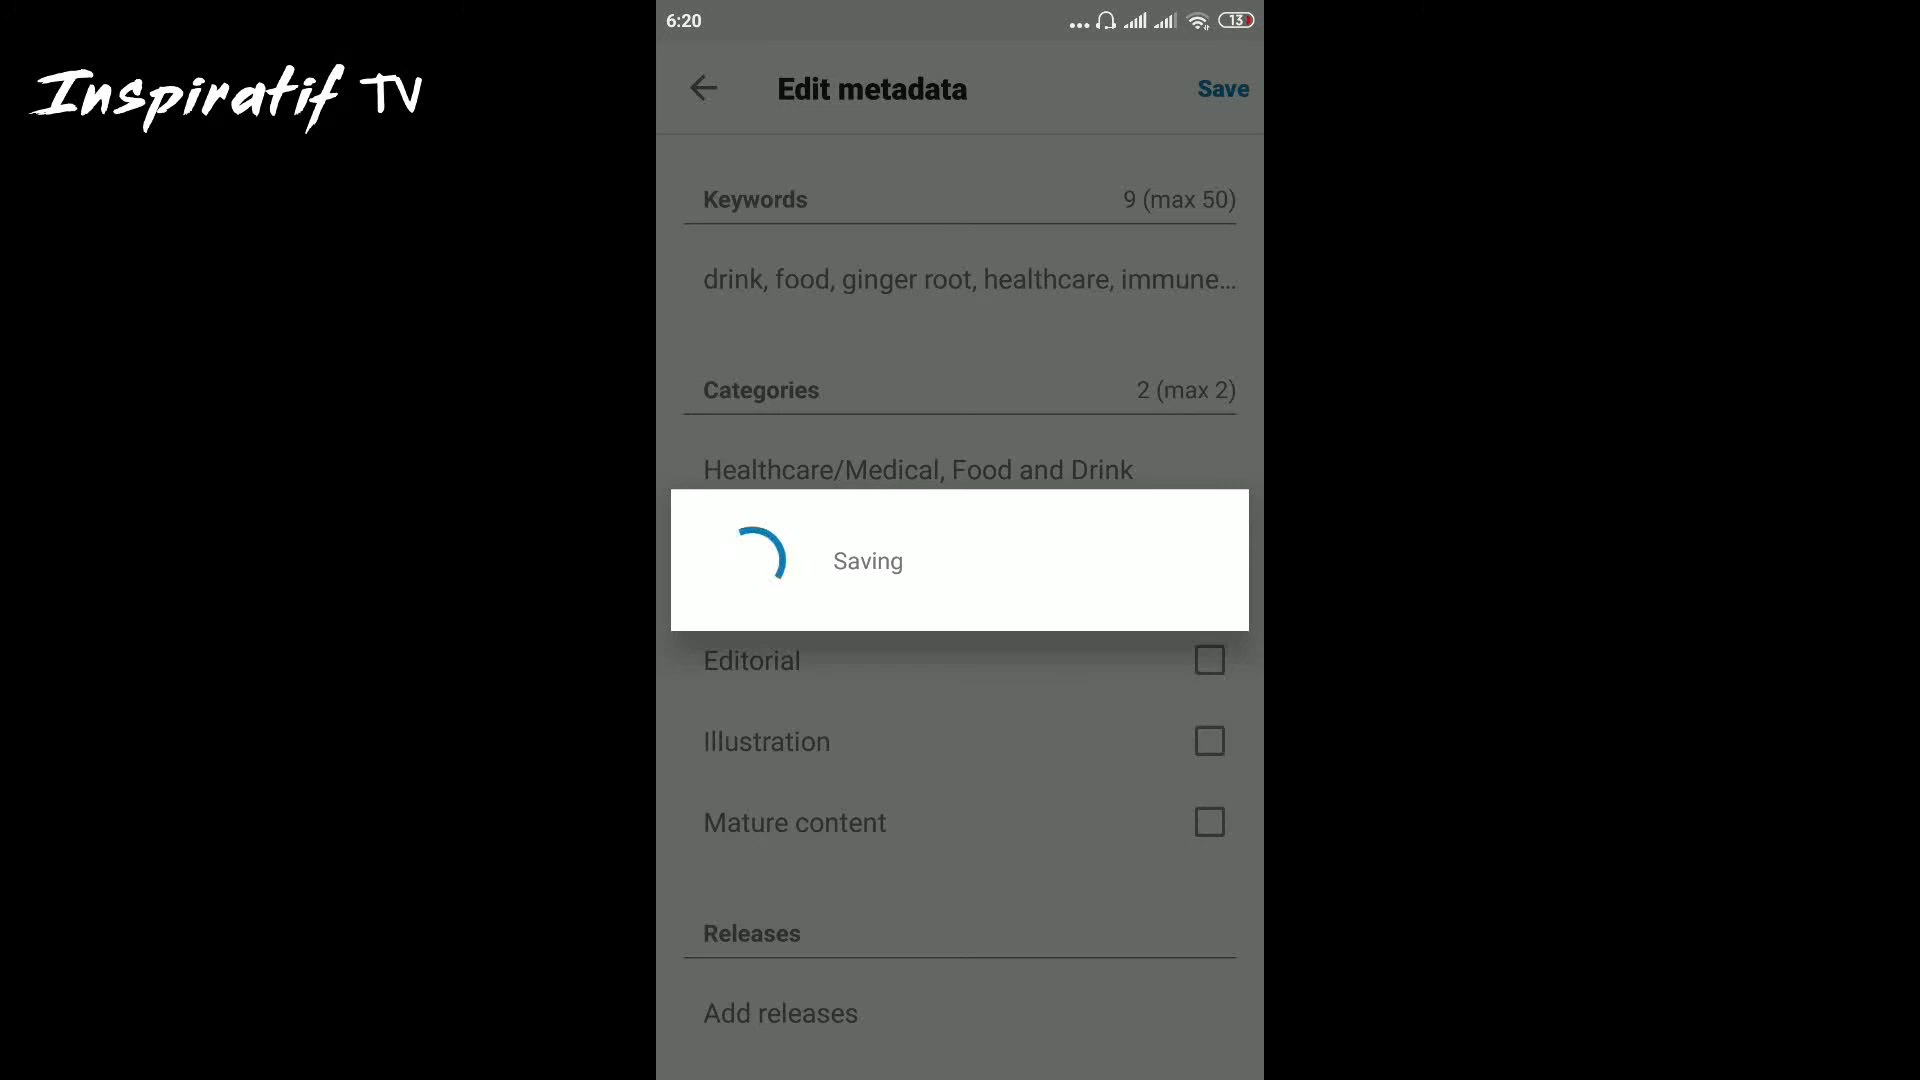 6:20
13
Inspiratif TV
Edit metadata
Save
Keywords
9 (max 50)
drink, food, ginger root, healthcare, immune...
Categories
2 (max 2)
Healthcare/Medical, Food and Drink
Saving
Editorial
Illustration
Mature content
Releases
Add releases